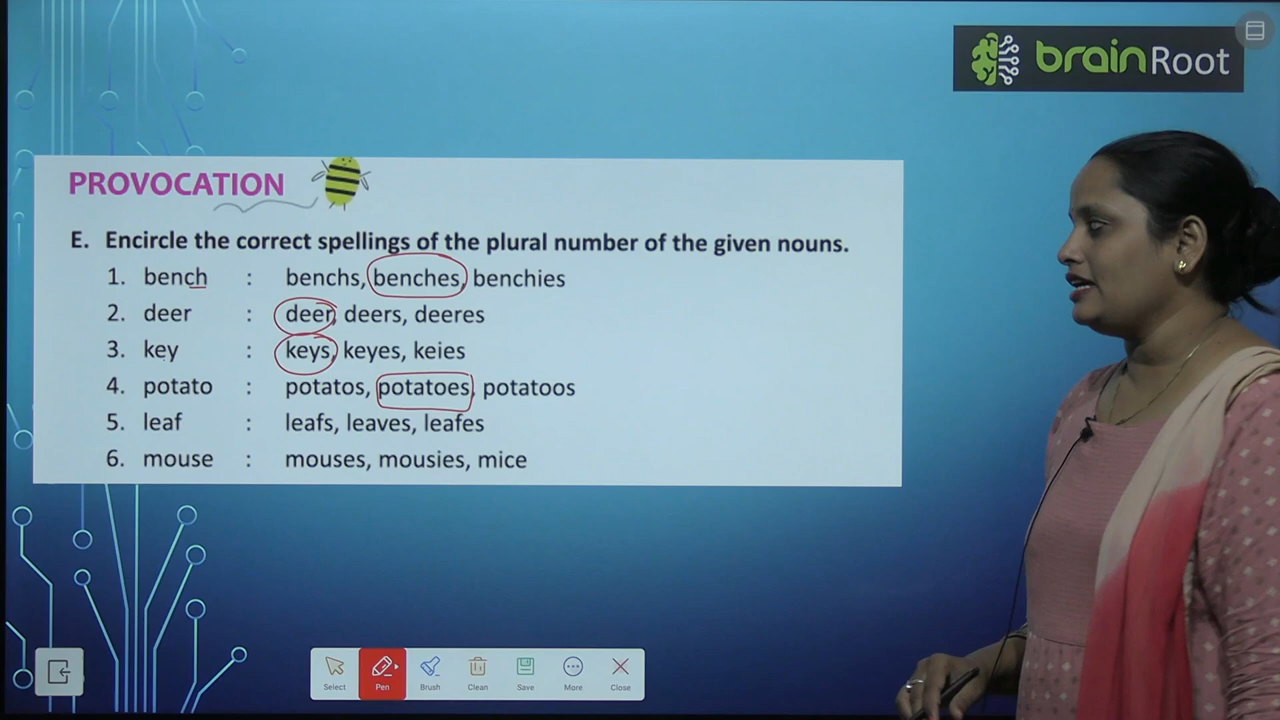 brainRoot
PROVOCATION
E. Encircle the correct spellings of the plural number of the given nouns.
1. bench : benchs, benches, benchies
2. deer : deer, deers, deeres
3. key : keys, keyes, keies
4. potato : potatos, potatoes, potatoos
5. leaf : leafs, leaves, leafes
6. mouse : mouses, mousies, mice
Select Pen Brush Clean Save More Close